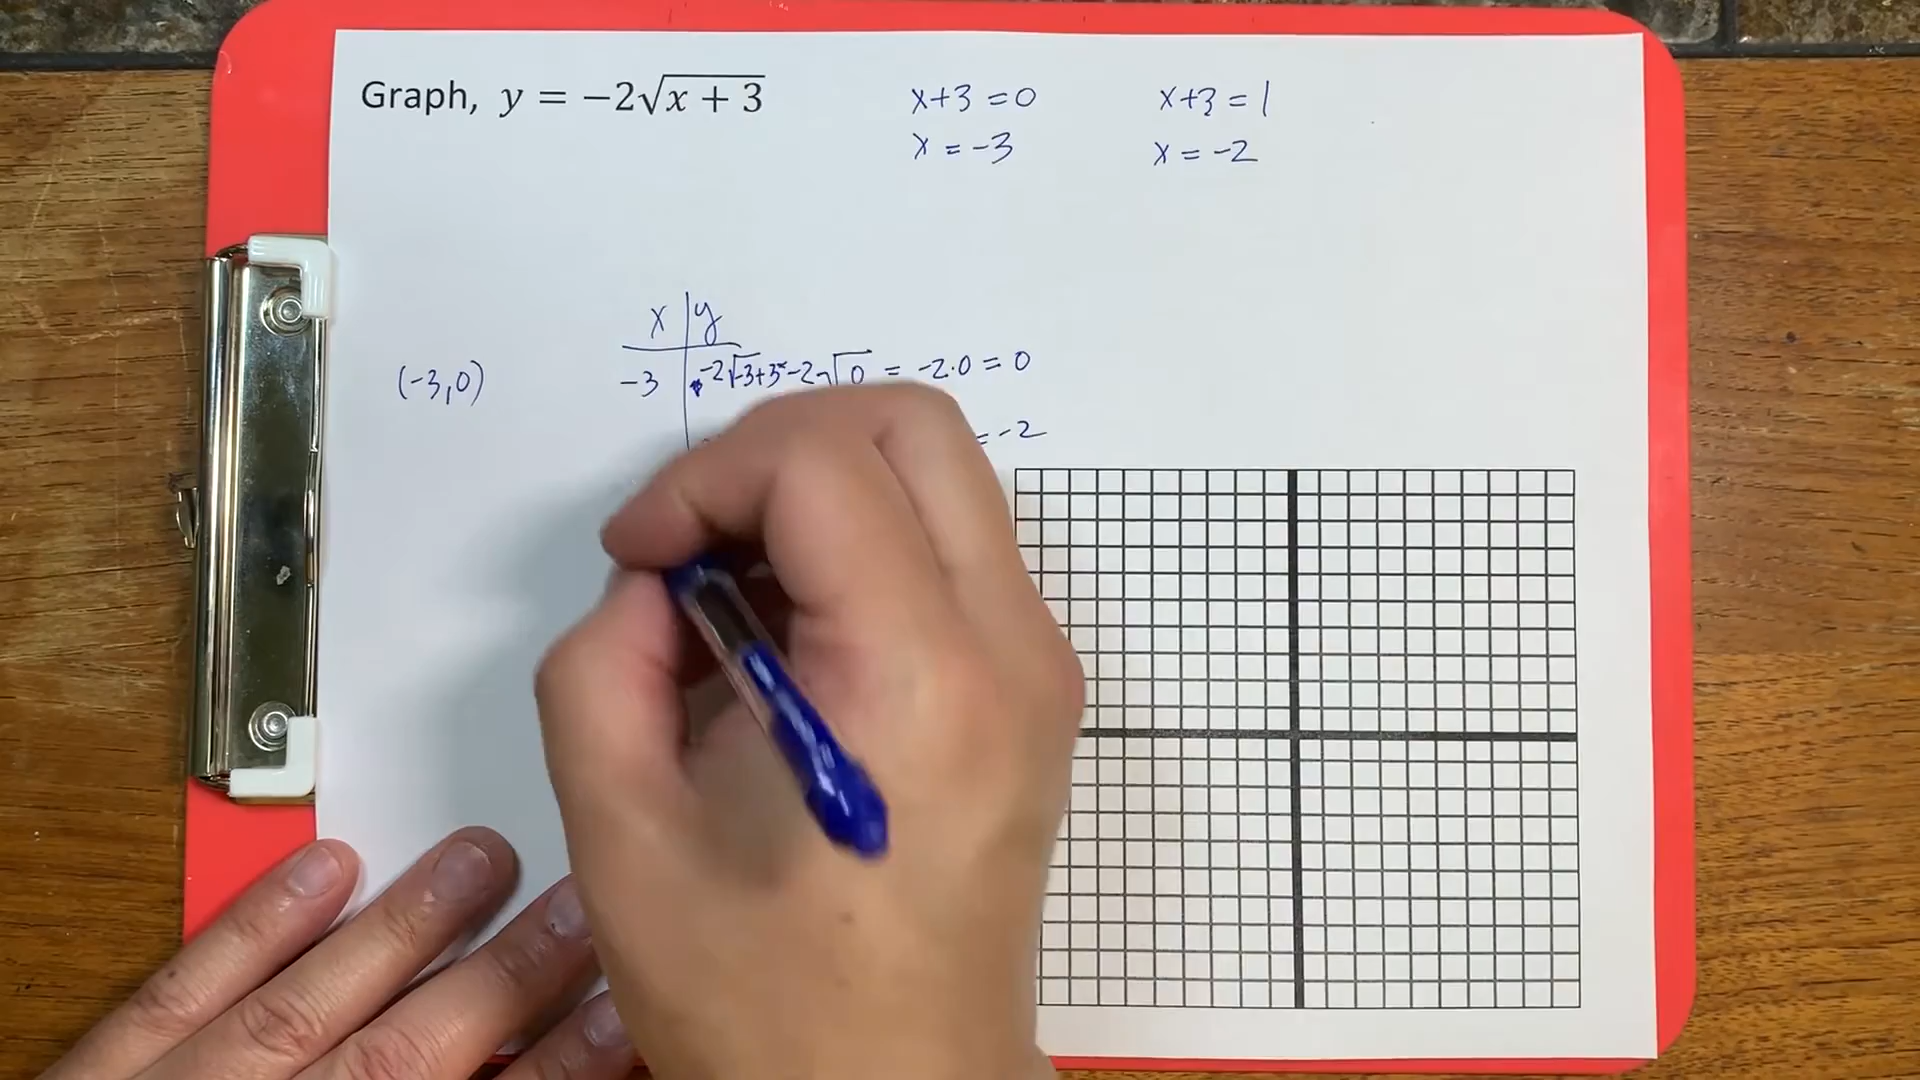 Graph, y = −2√x + 3
x+3 = 0
x = -3
x+3 = 1
x = -2
x | y
(-3,0)
-3 | -2√-3+3 = -2√0 = -2·0 = 0
= -2